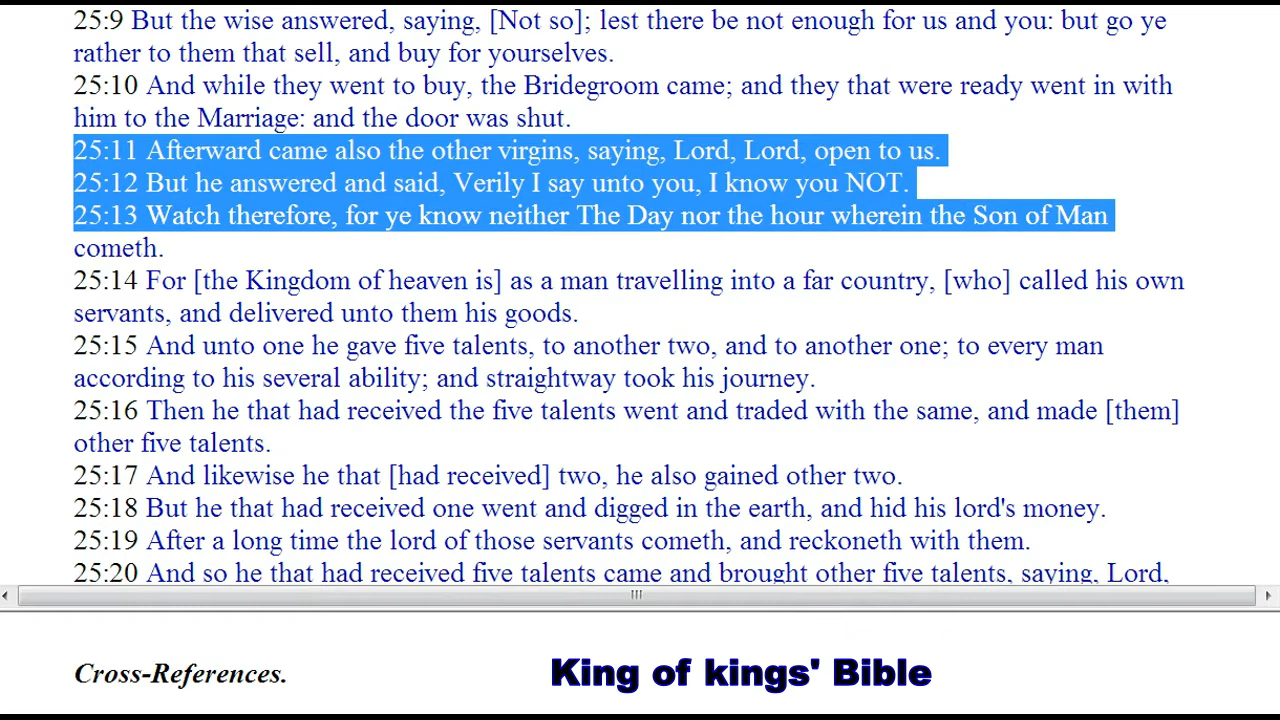 25:9 But the wise answered, saying, [Not so]; lest there be not enough for us and you: but go ye
rather to them that sell, and buy for yourselves.
25:10 And while they went to buy, the Bridegroom came; and they that were ready went in with
him to the Marriage: and the door was shut.
25:11 Afterward came also the other virgins, saying, Lord, Lord, open to us.
25:12 But he answered and said, Verily I say unto you, I know you NOT.
25:13 Watch therefore, for ye know neither The Day nor the hour wherein the Son of Man
cometh.
25:14 For [the Kingdom of heaven is] as a man travelling into a far country, [who] called his own
servants, and delivered unto them his goods.
25:15 And unto one he gave five talents, to another two, and to another one; to every man
according to his several ability; and straightway took his journey.
25:16 Then he that had received the five talents went and traded with the same, and made [them]
other five talents.
25:17 And likewise he that [had received] two, he also gained other two.
25:18 But he that had received one went and digged in the earth, and hid his lord's money.
25:19 After a long time the lord of those servants cometh, and reckoneth with them.
25:20 And so he that had received five talents came and brought other five talents, saying, Lord,
Cross-References.
King of kings' Bible